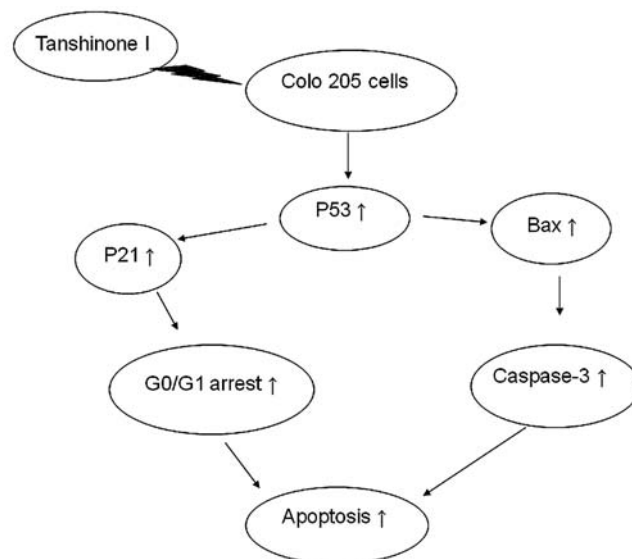 Tanshinone I
Colo 205 cells
P53 ↑
P21 ↑
Bax ↑
G0/G1 arrest ↑
Caspase-3 ↑
Apoptosis ↑